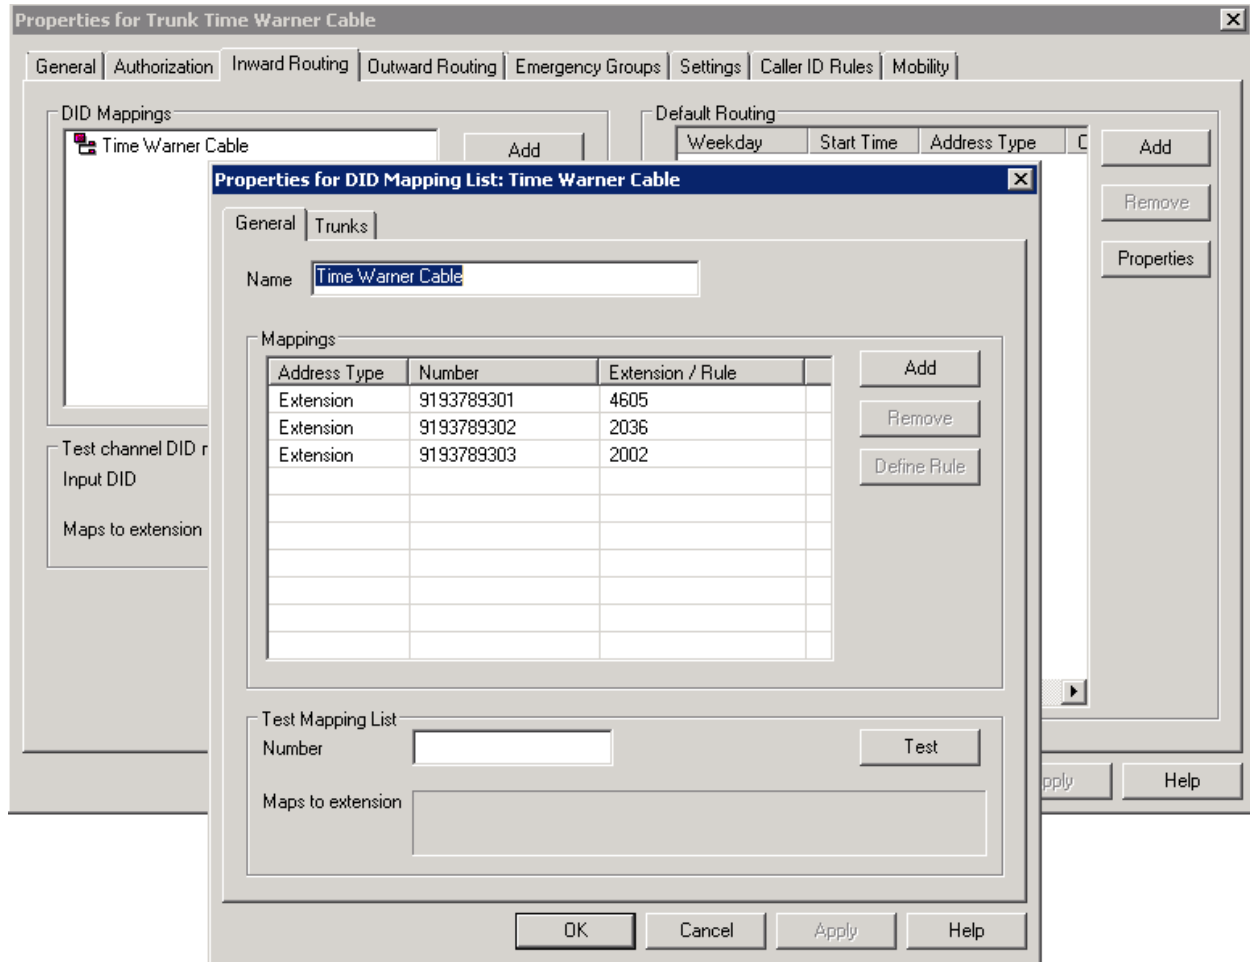 Properties for Trunk Time Warner Cable
General Authorization Inward Routing Outward Routing Emergency Groups Settings Caller ID Rules Mobility
DID Mappings
Time Warner Cable
Add
Default Routing
Weekday Start Time Address Type
Add
Remove
Properties
Test channel DID
Input DID
Maps to extension
Help
Properties for DID Mapping List: Time Warner Cable
General Trunks
Name Time Warner Cable
Mappings
Address Type Number Extension / Rule
Extension 9193789301 4605
Extension 9193789302 2036
Extension 9193789303 2002
Add
Remove
Define Rule
Test Mapping List
Number
Test
Maps to extension
OK Cancel Apply Help